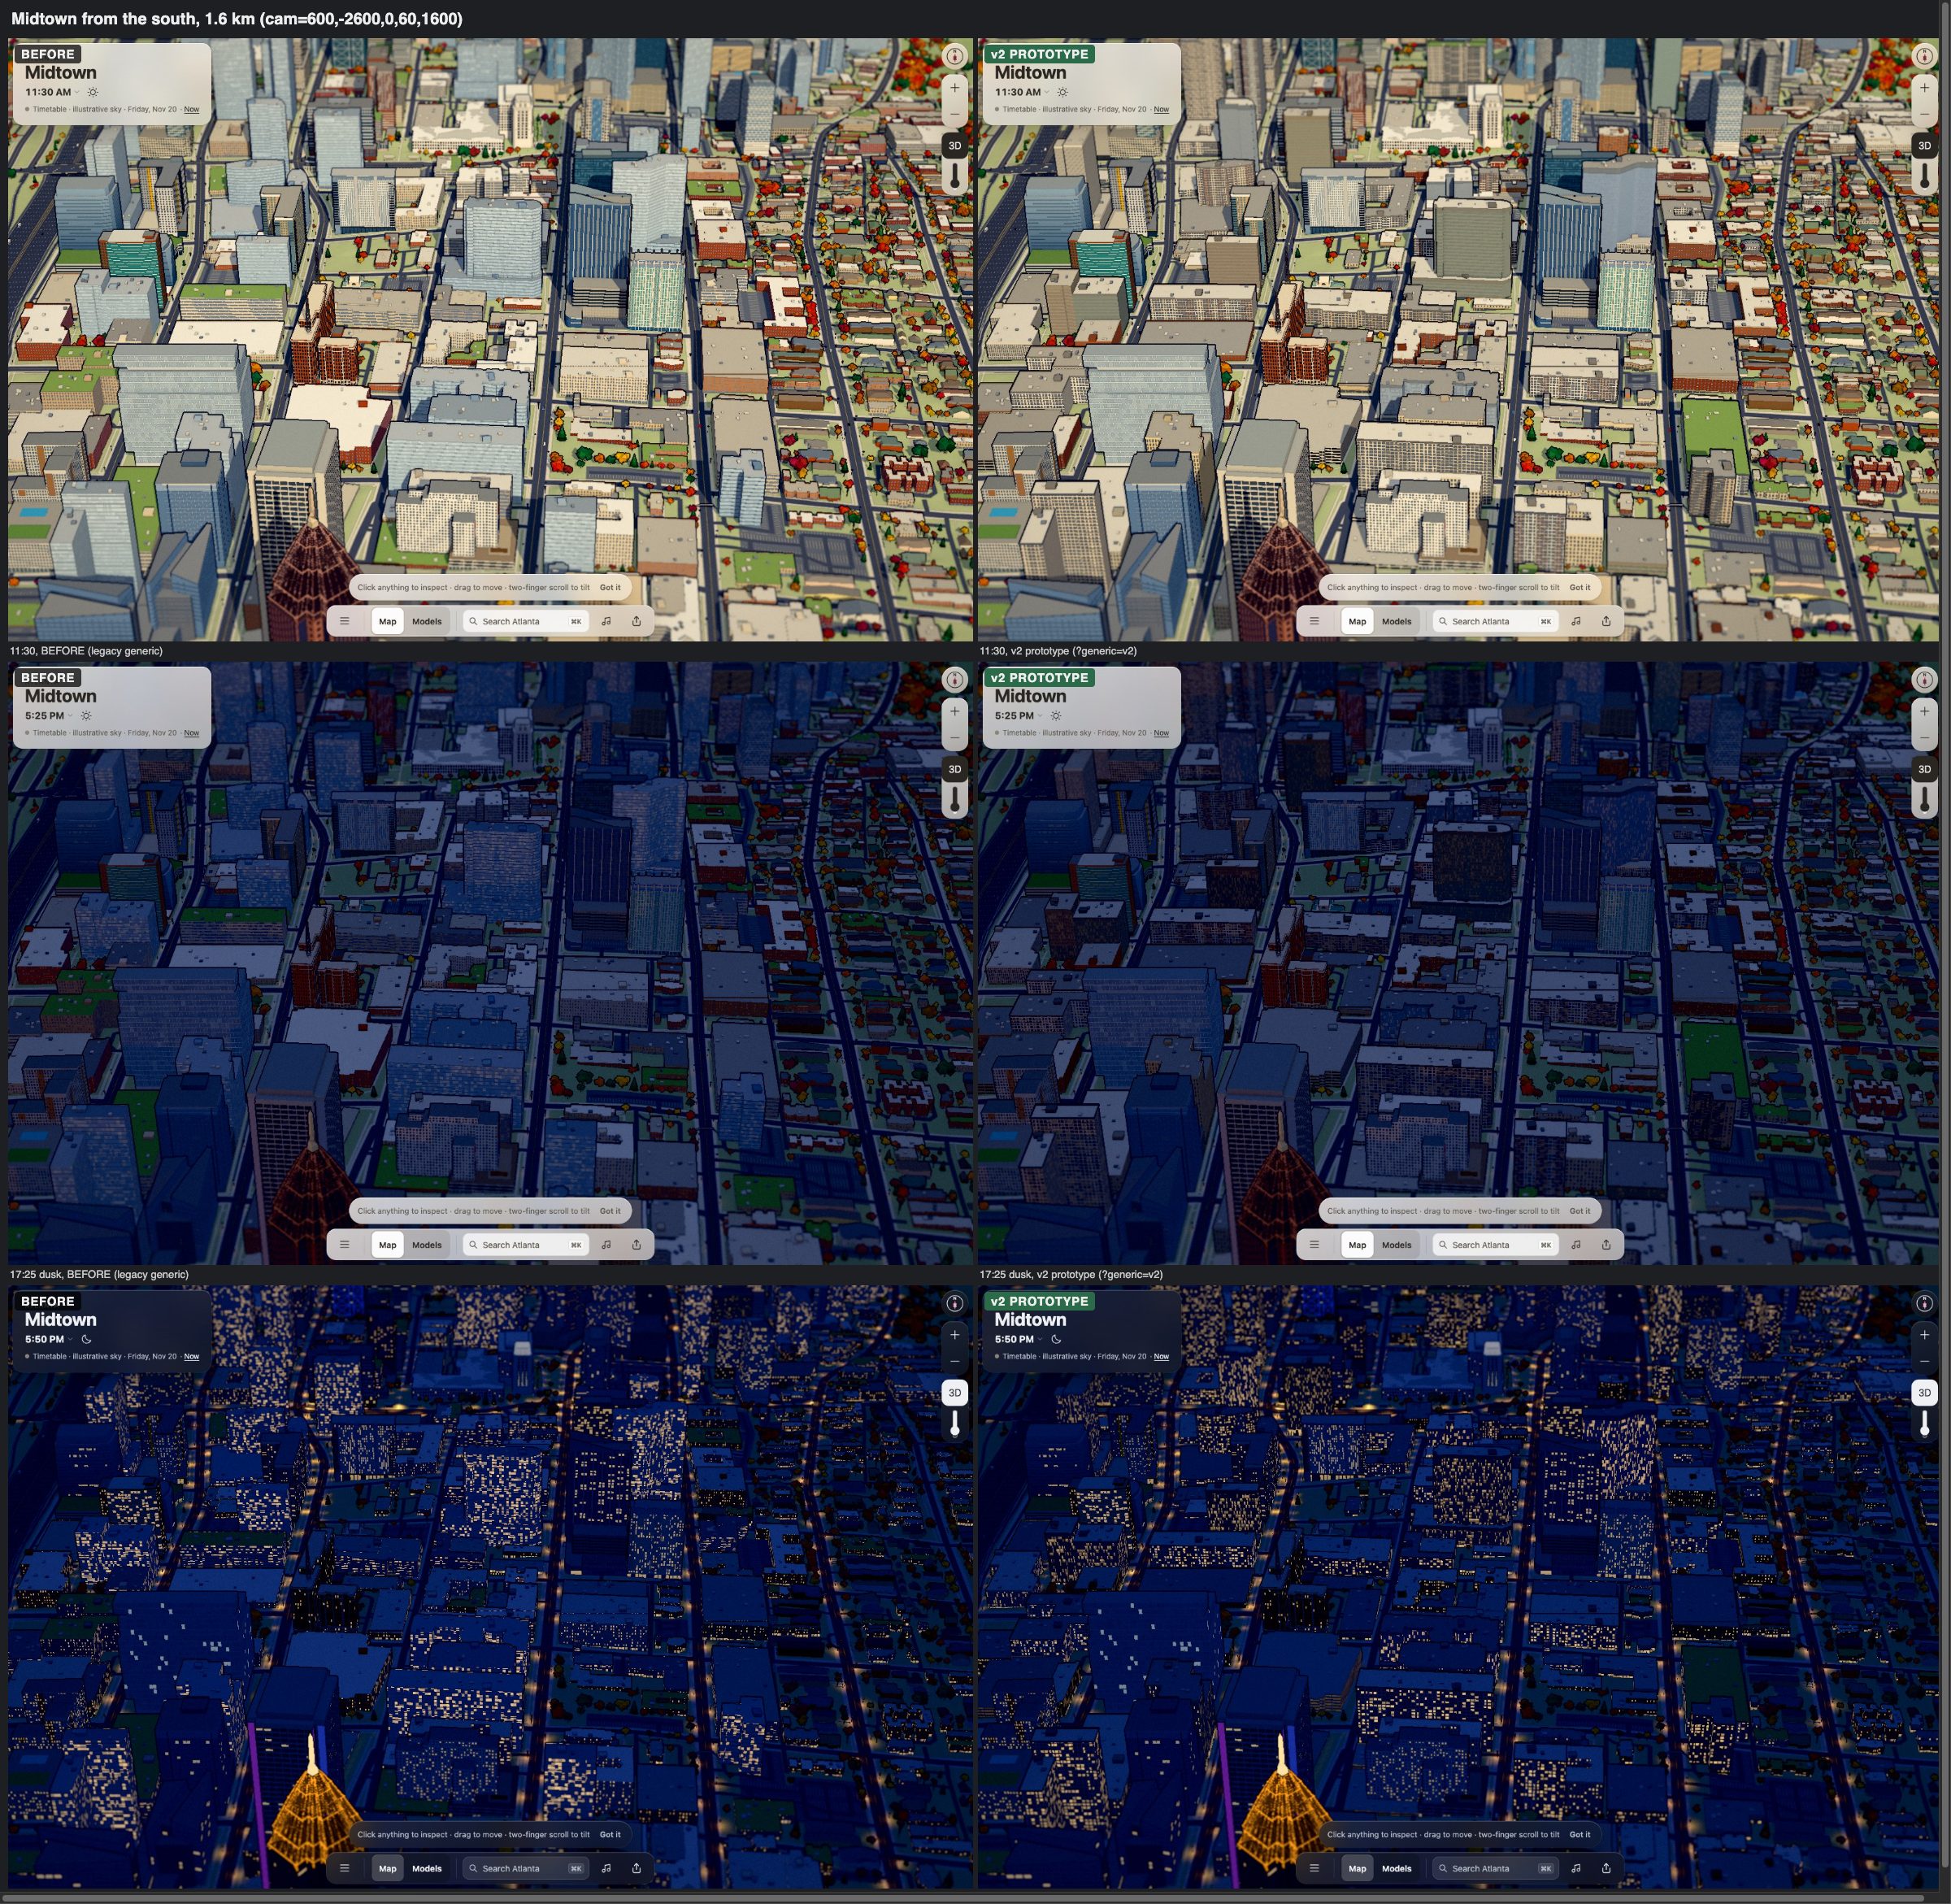 Midtown from the south, 1.6 km (cam=600,-2600,0,60,1600)
BEFORE
Midtown
11:30 AM
Timetable · Illustrative sky · Friday, Nov 20 · Now
3D
Click anything to inspect · drag to move · two-finger scroll to tilt Got it
Map Models Search Atlanta ⌘K
v2 PROTOTYPE
Midtown
11:30 AM
Timetable · Illustrative sky · Friday, Nov 20 · Now
3D
Click anything to inspect · drag to move · two-finger scroll to tilt Got it
Map Models Search Atlanta ⌘K
11:30, BEFORE (legacy generic)
11:30, v2 prototype (?generic=v2)
BEFORE
Midtown
5:25 PM
Timetable · Illustrative sky · Friday, Nov 20 · Now
3D
Click anything to inspect · drag to move · two-finger scroll to tilt Got it
Map Models Search Atlanta ⌘K
v2 PROTOTYPE
Midtown
5:25 PM
Timetable · Illustrative sky · Friday, Nov 20 · Now
3D
Click anything to inspect · drag to move · two-finger scroll to tilt Got it
Map Models Search Atlanta ⌘K
17:25 dusk, BEFORE (legacy generic)
17:25 dusk, v2 prototype (?generic=v2)
BEFORE
Midtown
5:50 PM
Timetable · Illustrative sky · Friday, Nov 20 · Now
3D
Click anything to inspect · drag to move · two-finger scroll to tilt Got it
Map Models Search Atlanta ⌘K
v2 PROTOTYPE
Midtown
5:50 PM
Timetable · Illustrative sky · Friday, Nov 20 · Now
3D
Click anything to inspect · drag to move · two-finger scroll to tilt Got it
Map Models Search Atlanta ⌘K